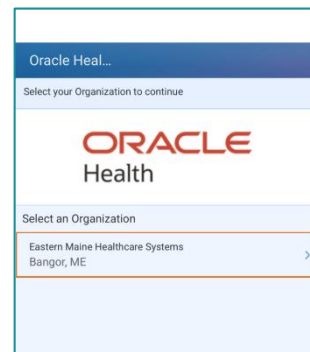 Oracle Heal...
Select your Organization to continue
ORACLE
Health
Select an Organization
Eastern Maine Healthcare Systems
Bangor, ME